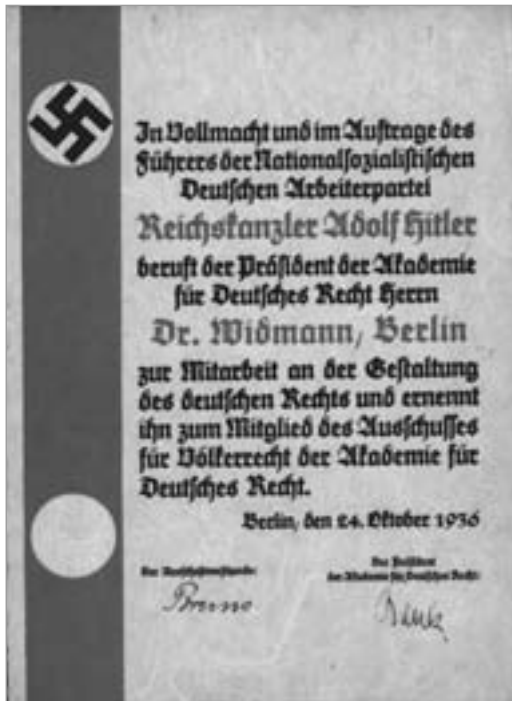 In Vollmacht und im Auftrage des
Führers der Nationalsozialistischen
Deutschen Arbeiterpartei
Reichskanzler Adolf Hitler
beruft der Präsident der Akademie
für Deutsches Recht Herrn
Dr. Widmann, Berlin
zur Mitarbeit an der Gestaltung
des deutschen Rechts und ernennt
ihn zum Mitglied des Ausschusses
für Völkerrecht der Akademie für
Deutsches Recht.
Berlin, den 24. Oktober 1936
Der Präsident
der Akademie für Deutsches Recht:
Der